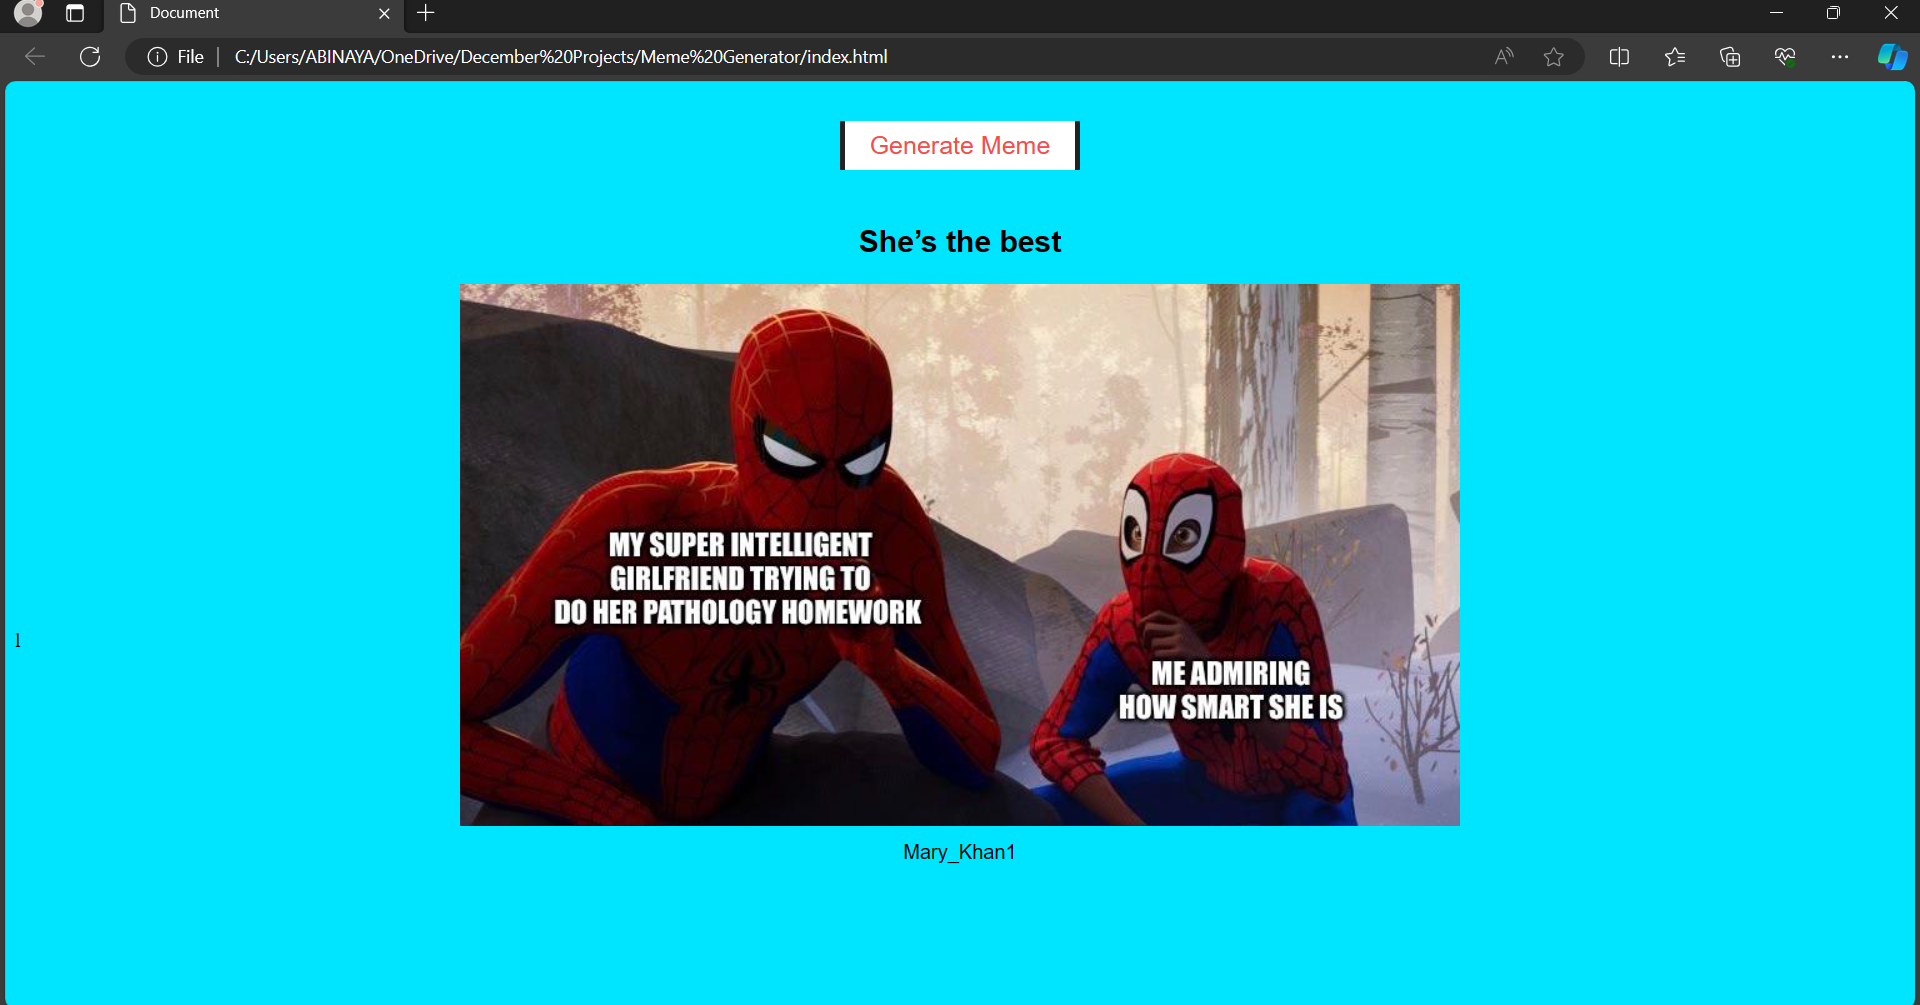 Document
File
C:/Users/ABINAYA/OneDrive/December%20Projects/Meme%20Generator/index.html
Generate Meme
She’s the best
MY SUPER INTELLIGENT
GIRLFRIEND TRYING TO
DO HER PATHOLOGY HOMEWORK
l
ME ADMIRING
HOW SMART SHE IS
Mary_Khan1